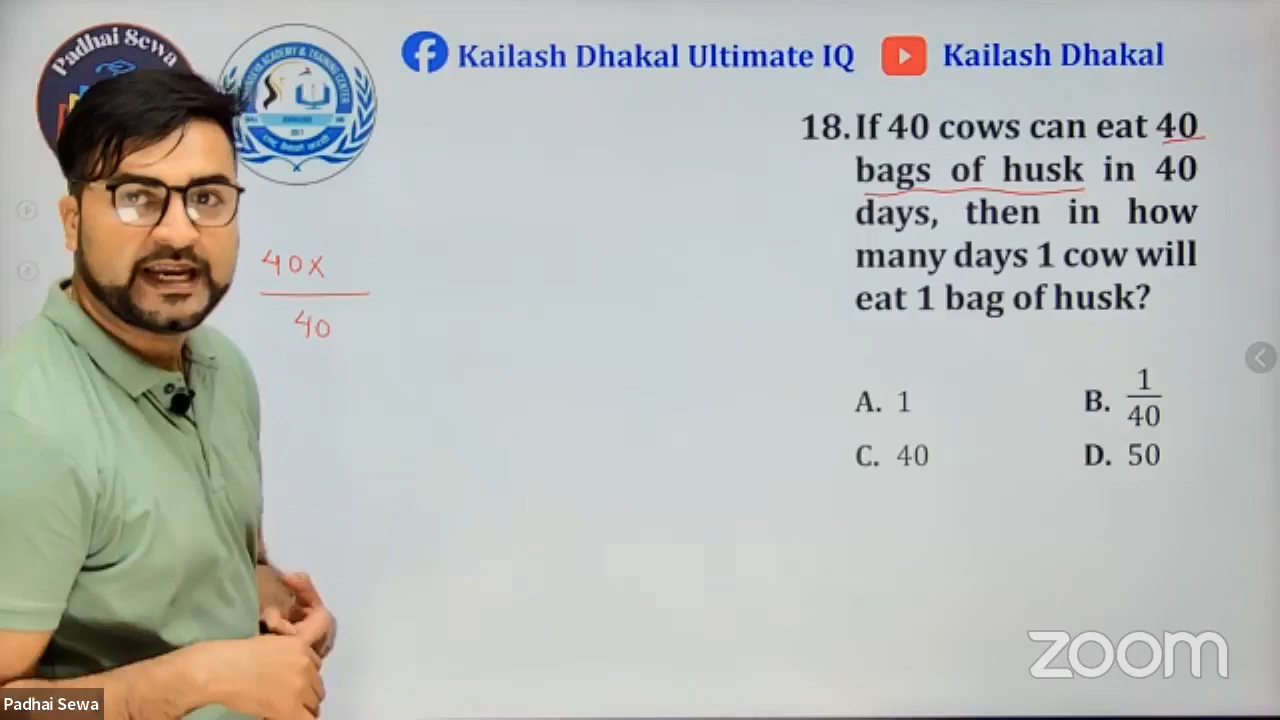 Padhai Sewa
Kailash Dhakal Ultimate IQ
Kailash Dhakal
18. If 40 cows can eat 40
bags of husk in 40
days, then in how
many days 1 cow will
eat 1 bag of husk?
A. 1
B. 1/40
C. 40
D. 50
40x
40
zoom
Padhai Sewa